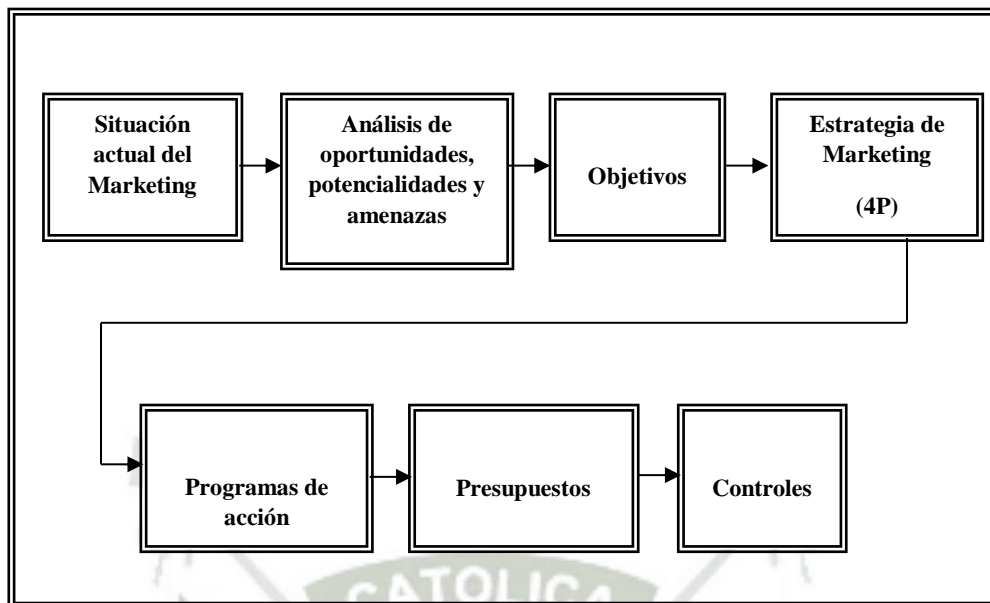 Situación
actual del
Marketing
Análisis de
oportunidades,
potencialidades y
amenazas
Objetivos
Estrategia de
Marketing
(4P)
Programas de
acción
Presupuestos
Controles
CATOLICA